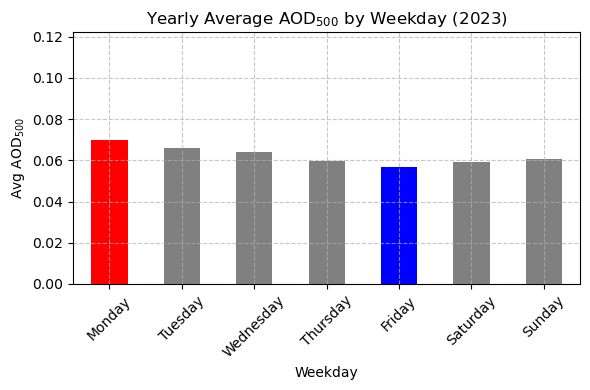 Yearly Average AOD₅₀₀ by Weekday (2023)
Avg AOD₅₀₀
0.12
0.10
0.08
0.06
0.04
0.02
0.00
Monday
Tuesday
Wednesday
Thursday
Friday
Saturday
Sunday
Weekday